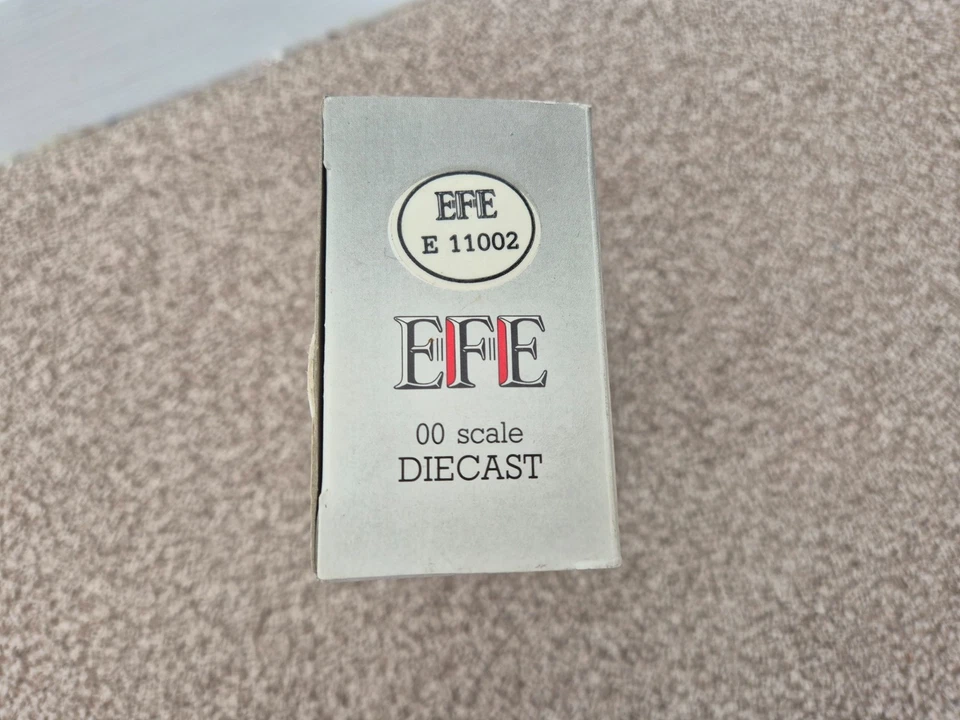 EFE
E 11002
EFE
00 scale
DIECAST